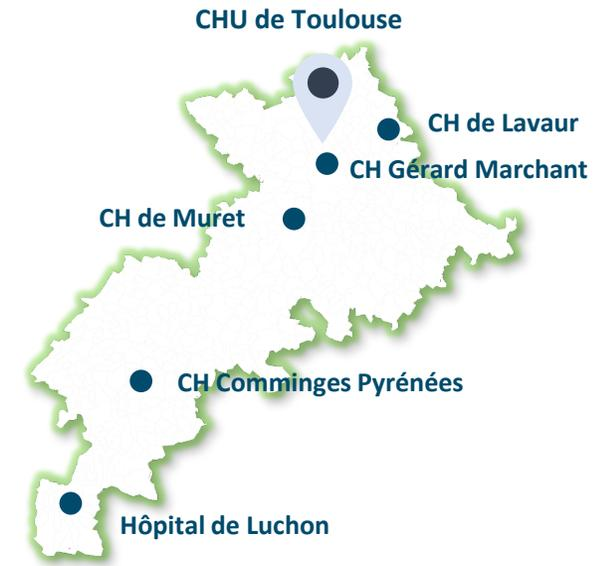 CHU de Toulouse
CH de Lavaur
CH Gérard Marchant
CH de Muret
CH Comminges Pyrénées
Hôpital de Luchon